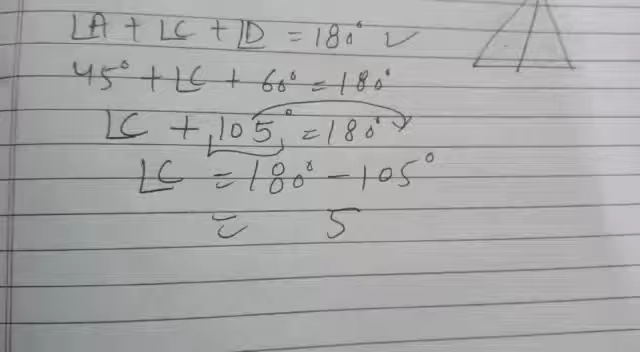 ∠A + ∠C + ∠D = 180° ✓
45° + ∠C + 60° = 180°
∠C + 105° = 180°
∠C = 180° - 105°
= 5